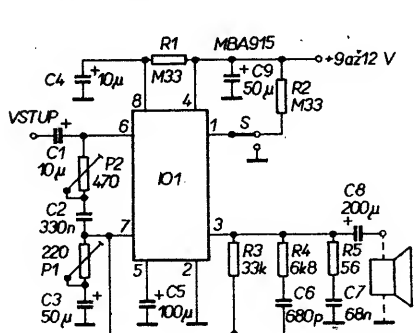 R1 MBA915
+9až12 V
C4 + 10µ M33 + C9 50µ R2 M33
8 4
VSTUP + 6 1 S
C1 10µ P2 470 IO1
C2 330n C8 200µ +
7 3
220 P1 R3 33k R4 6k8 R5 56
5 2
C3 50µ + + C5 100µ C6 680p C7 68n